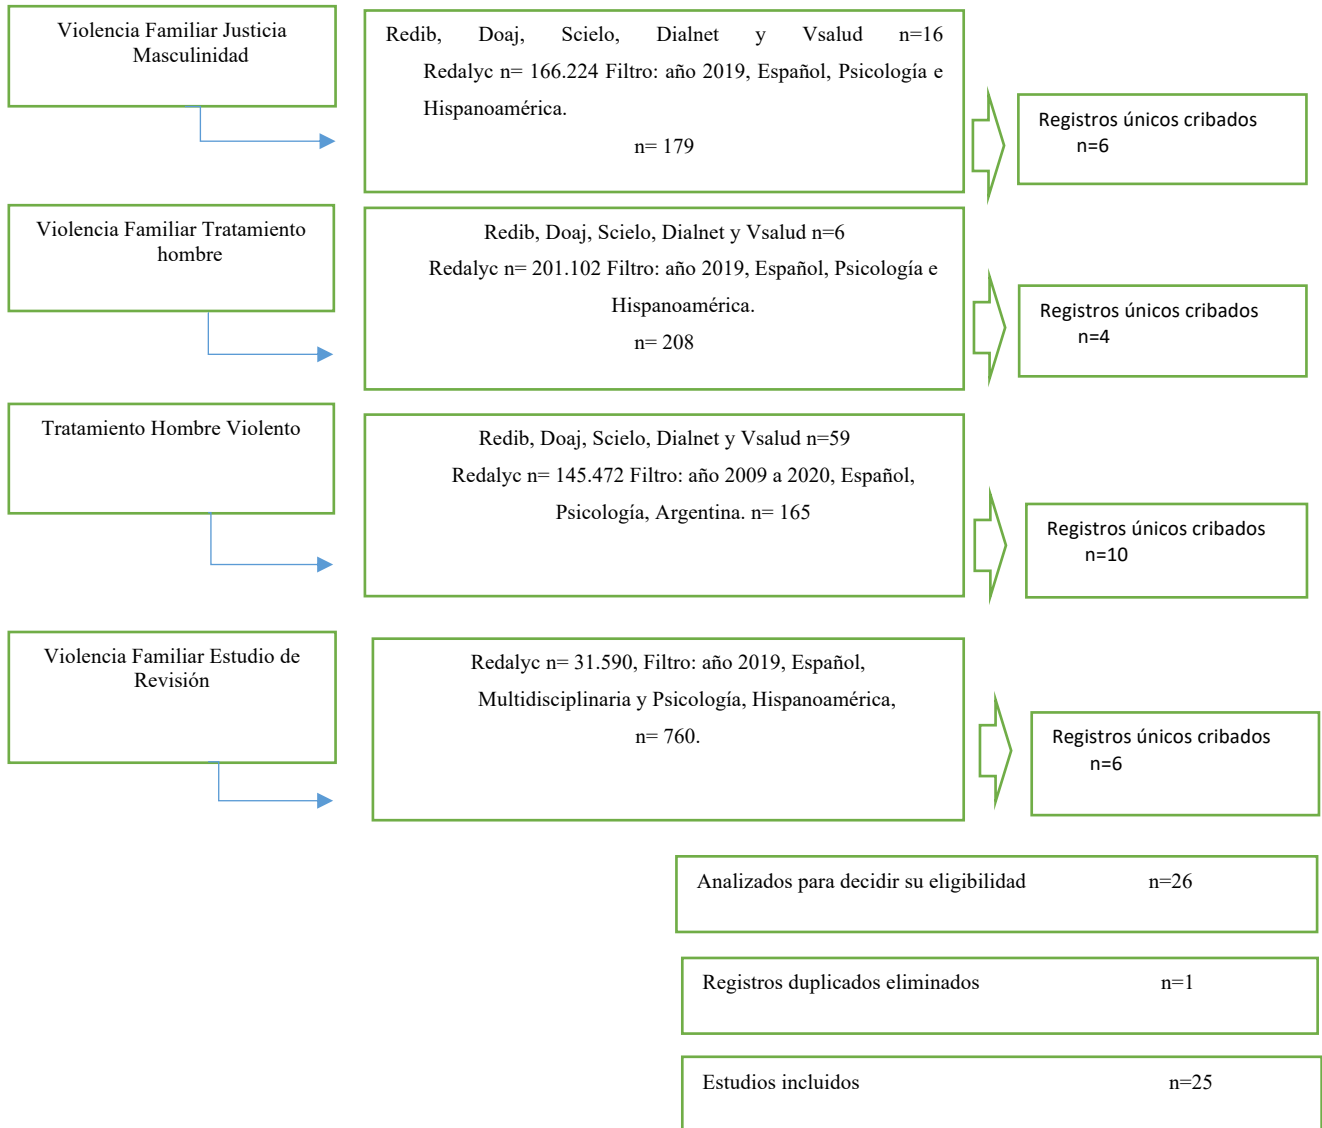 Violencia Familiar Justicia
Masculinidad
Redib, Doaj, Scielo, Dialnet y Vsalud n=16
Redalyc n= 166.224 Filtro: año 2019, Español, Psicología e
Hispanoamérica.
n= 179
Registros únicos cribados
n=6
Violencia Familiar Tratamiento
hombre
Redib, Doaj, Scielo, Dialnet y Vsalud n=6
Redalyc n= 201.102 Filtro: año 2019, Español, Psicología e
Hispanoamérica.
n= 208
Registros únicos cribados
n=4
Tratamiento Hombre Violento
Redib, Doaj, Scielo, Dialnet y Vsalud n=59
Redalyc n= 145.472 Filtro: año 2009 a 2020, Español,
Psicología, Argentina. n= 165
Registros únicos cribados
n=10
Violencia Familiar Estudio de
Revisión
Redalyc n= 31.590, Filtro: año 2019, Español,
Multidisciplinaria y Psicología, Hispanoamérica,
n= 760.
Registros únicos cribados
n=6
Analizados para decidir su eligibilidad n=26
Registros duplicados eliminados n=1
Estudios incluidos n=25